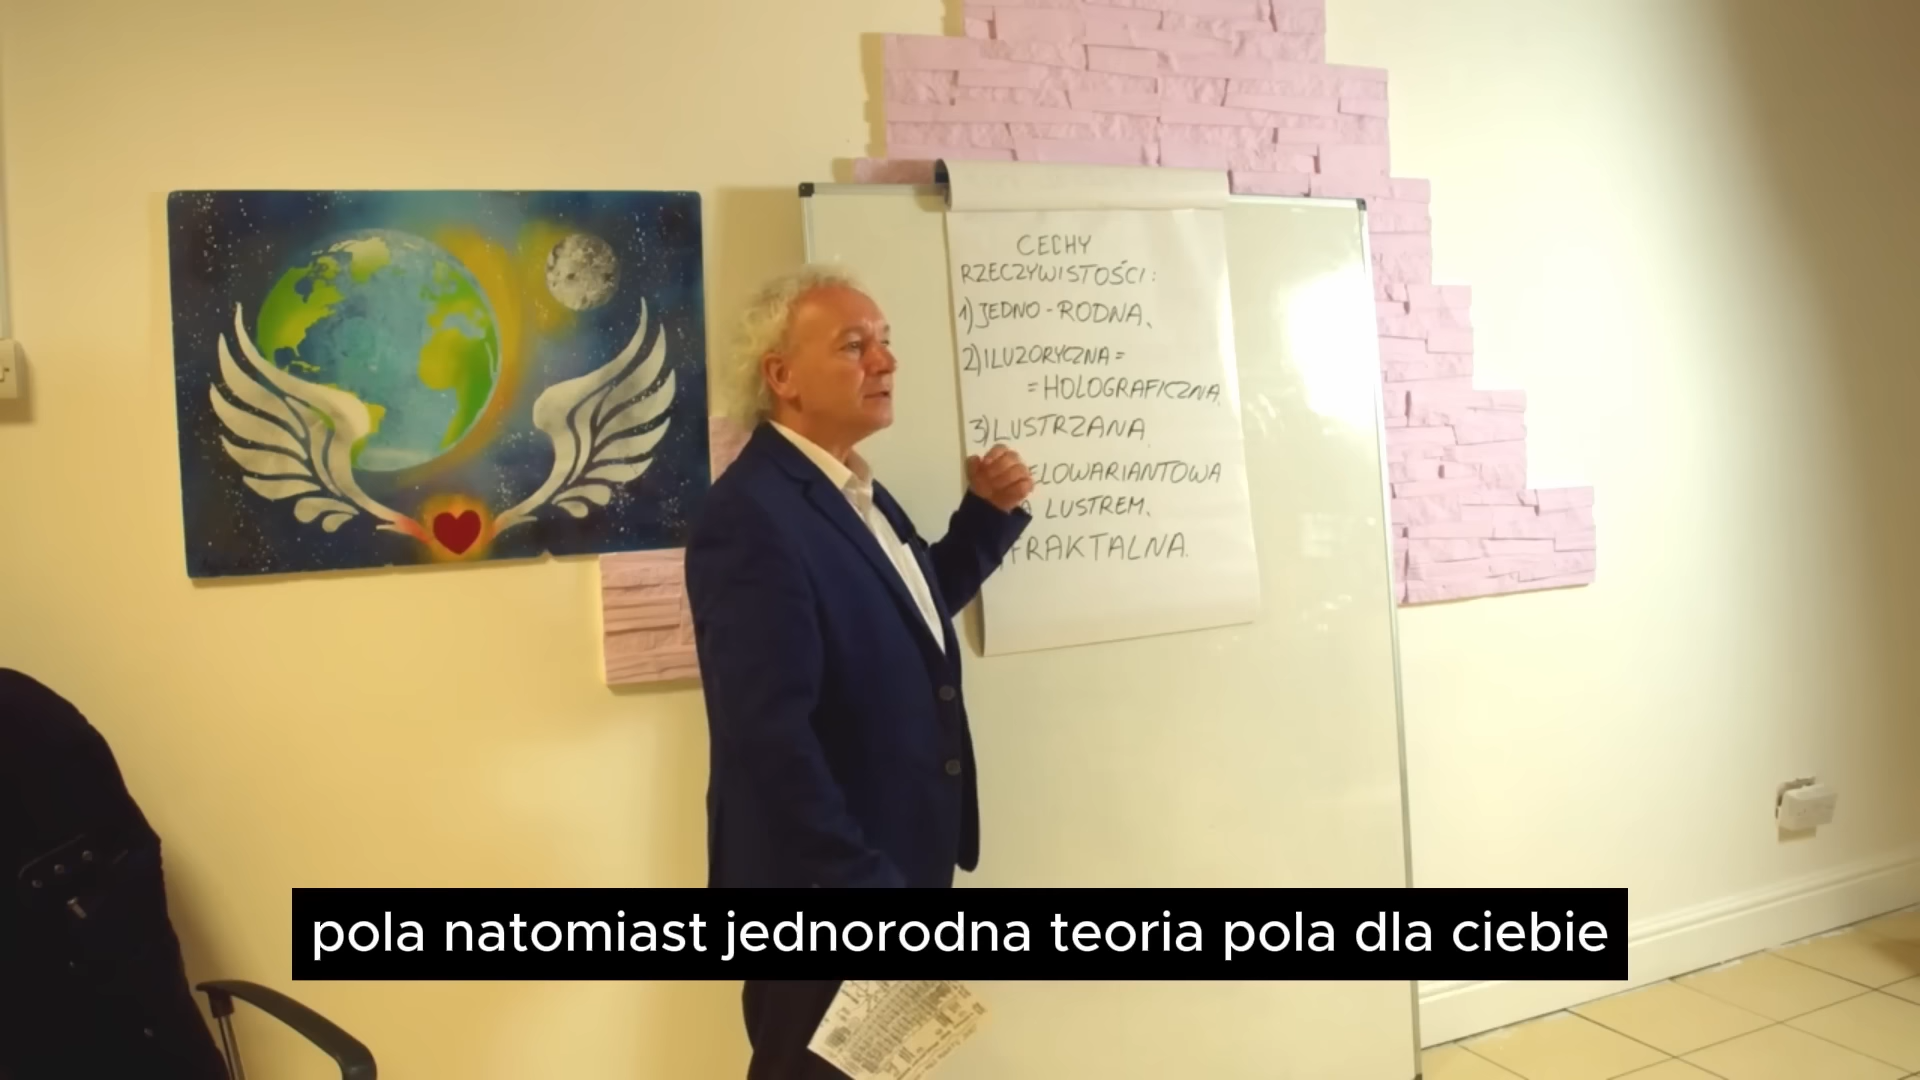 CECHY
RZECZYWISTOŚCI:
1) JEDNO-RODNA,
2) ILUZORYCZNA =
= HOLOGRAFICZNA,
3) LUSTRZANA
ELOWARIANTOWA
A LUSTREM,
FRAKTALNA.
pola natomiast jednorodna teoria pola dla ciebie